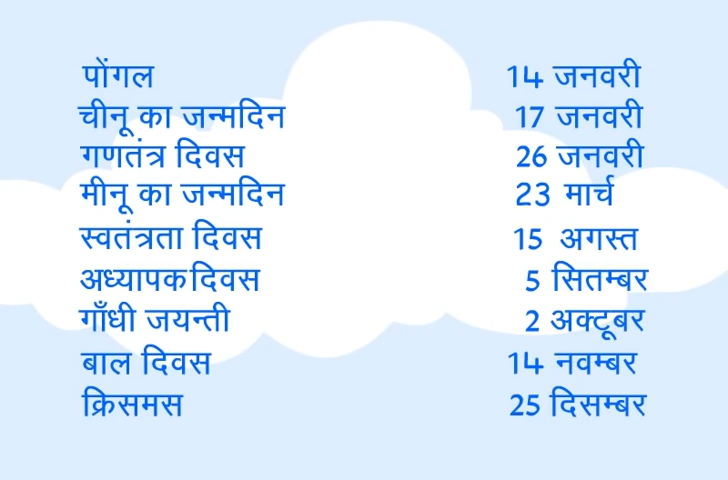 पोंगल 14 जनवरी
चीनू का जन्मदिन 17 जनवरी
गणतंत्र दिवस 26 जनवरी
मीनू का जन्मदिन 23 मार्च
स्वतंत्रता दिवस 15 अगस्त
अध्यापकदिवस 5 सितम्बर
गाँधी जयन्ती 2 अक्टूबर
बाल दिवस 14 नवम्बर
क्रिसमस 25 दिसम्बर